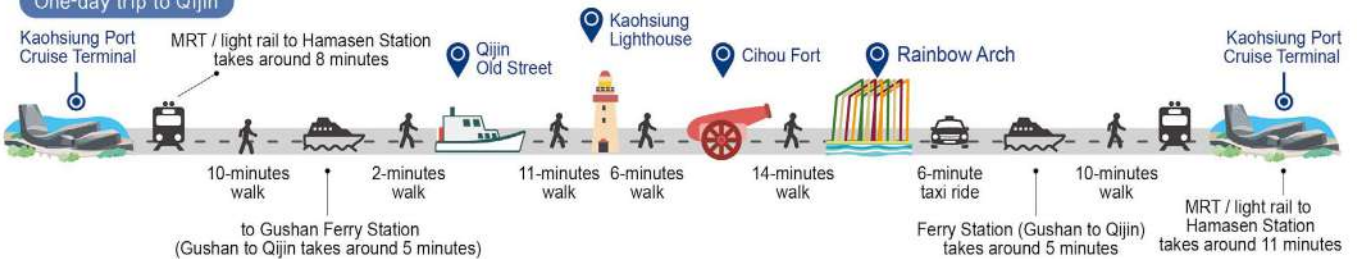 One-day trip to Qijin
Kaohsiung Port
Cruise Terminal
MRT / light rail to Hamasen Station
takes around 8 minutes
10-minutes
walk
to Gushan Ferry Station
(Gushan to Qijin takes around 5 minutes)
2-minutes
walk
Qijin
Old Street
11-minutes
walk
Kaohsiung
Lighthouse
6-minutes
walk
Cihou Fort
14-minutes
walk
Rainbow Arch
6-minute
taxi ride
Ferry Station (Gushan to Qijin)
takes around 5 minutes
10-minutes
walk
Kaohsiung Port
Cruise Terminal
MRT / light rail to
Hamasen Station
takes around 11 minutes